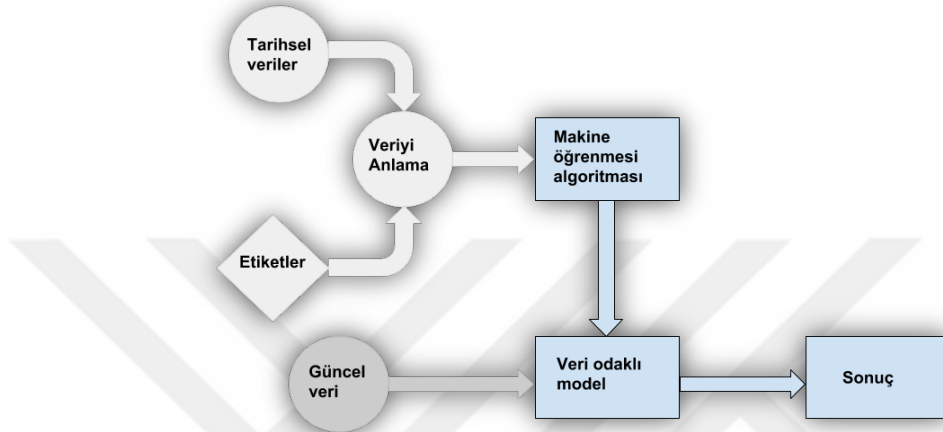 Tarihsel
veriler
Veriyi
Anlama
Makine
öğrenmesi
algoritması
Etiketler
Güncel
veri
Veri odaklı
model
Sonuç